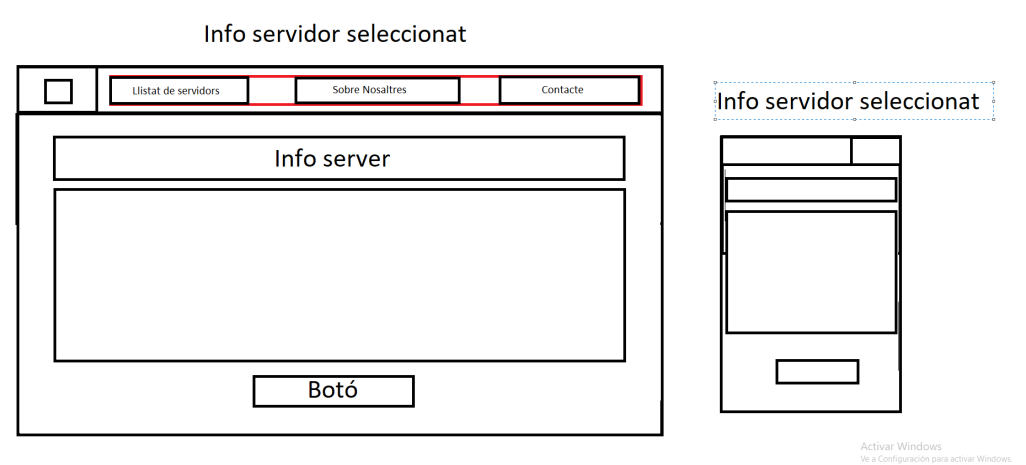 Info servidor seleccionat
Llistat de servidors
Sobre Nosaltres
Contacte
Info server
Botó
Info servidor seleccionat
Activar Windows
Ve a Configuración para activar Windows.